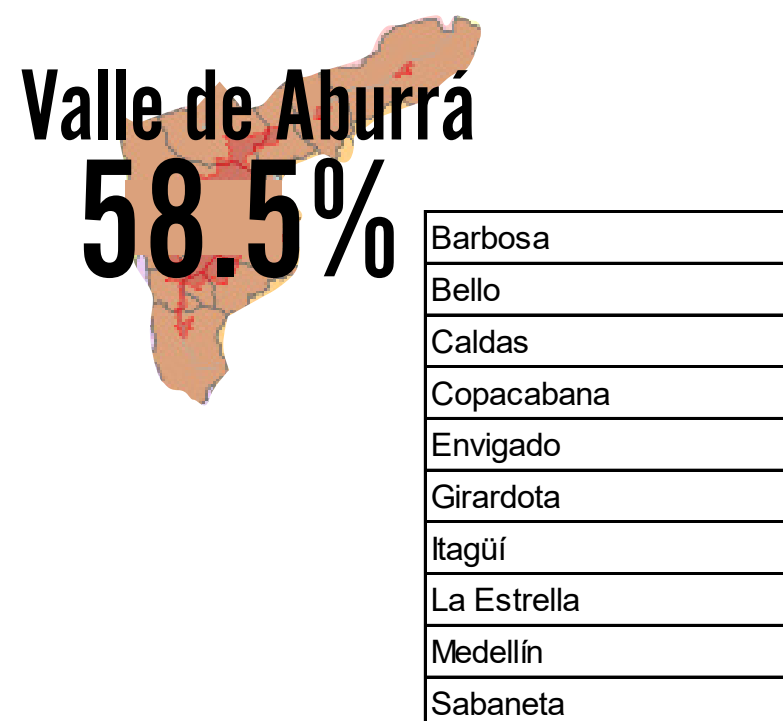 Valle de Aburrá
58.5%
Barbosa
Bello
Caldas
Copacabana
Envigado
Girardota
Itagüí
La Estrella
Medellín
Sabaneta